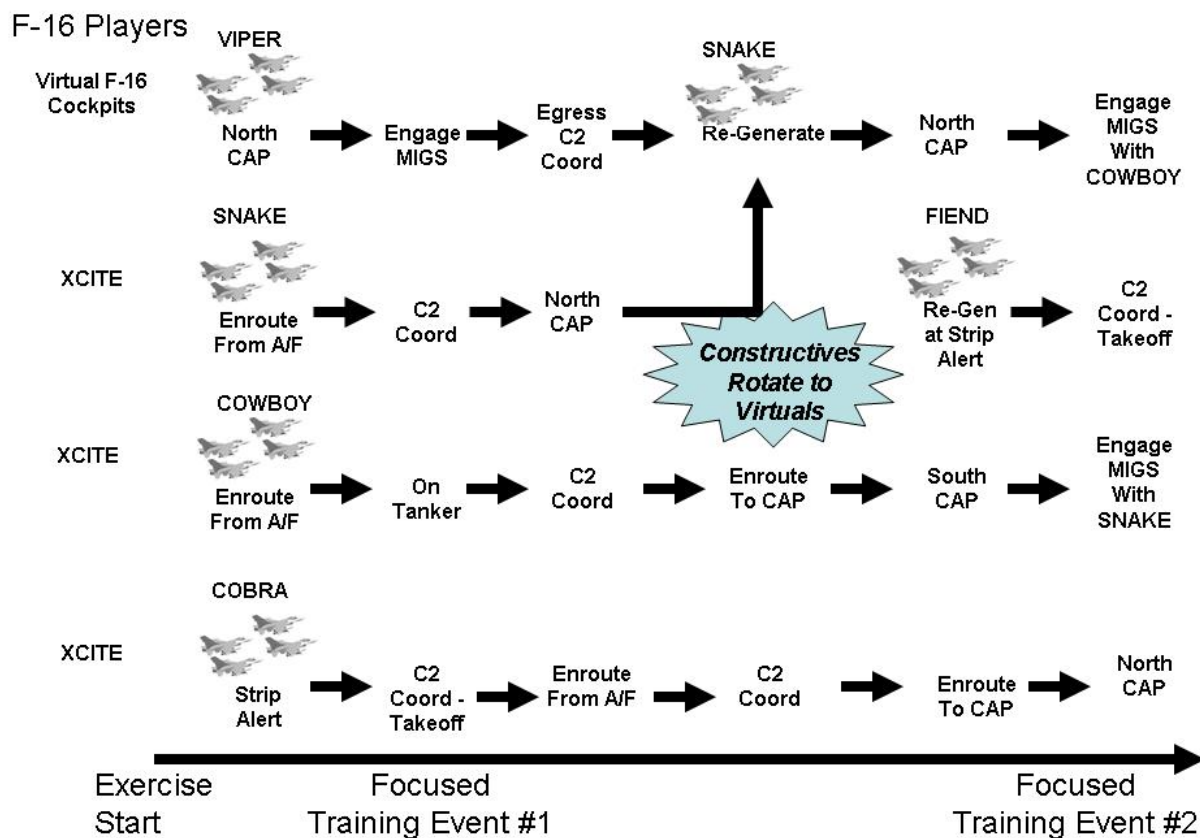 F-16 Players
Virtual F-16
Cockpits
VIPER
North
CAP
Engage
MIGS
Egress
C2
Coord
SNAKE
Re-Generate
North
CAP
Engage
MIGS
With
COWBOY
XCITE
SNAKE
Enroute
From A/F
C2
Coord
North
CAP
FIEND
Re-Gen
at Strip
Alert
C2
Coord -
Takeoff
Constructives
Rotate to
Virtuals
XCITE
COWBOY
Enroute
From A/F
On
Tanker
C2
Coord
Enroute
To CAP
South
CAP
Engage
MIGS
With
SNAKE
XCITE
COBRA
Strip
Alert
C2
Coord -
Takeoff
Enroute
From A/F
C2
Coord
Enroute
To CAP
North
CAP
Exercise
Start
Focused
Training Event #1
Focused
Training Event #2